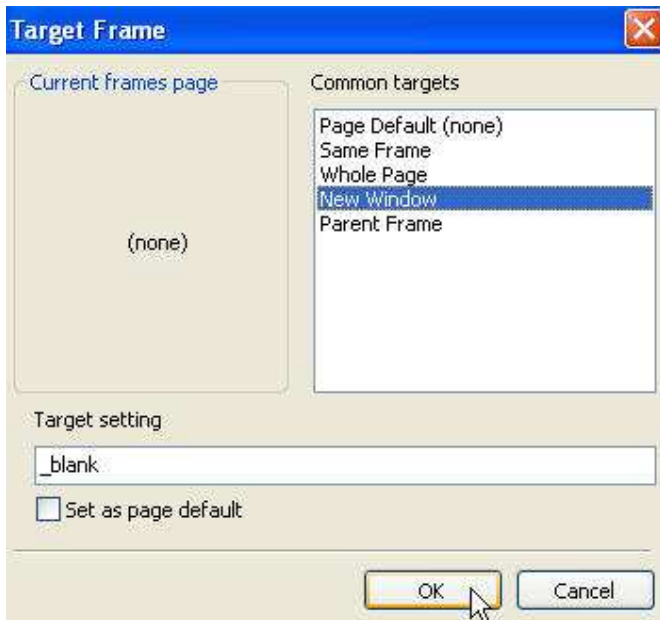 Target Frame
Current frames page
(none)
Common targets
Page Default (none)
Same Frame
Whole Page
New Window
Parent Frame
Target setting
_blank
Set as page default
OK
Cancel